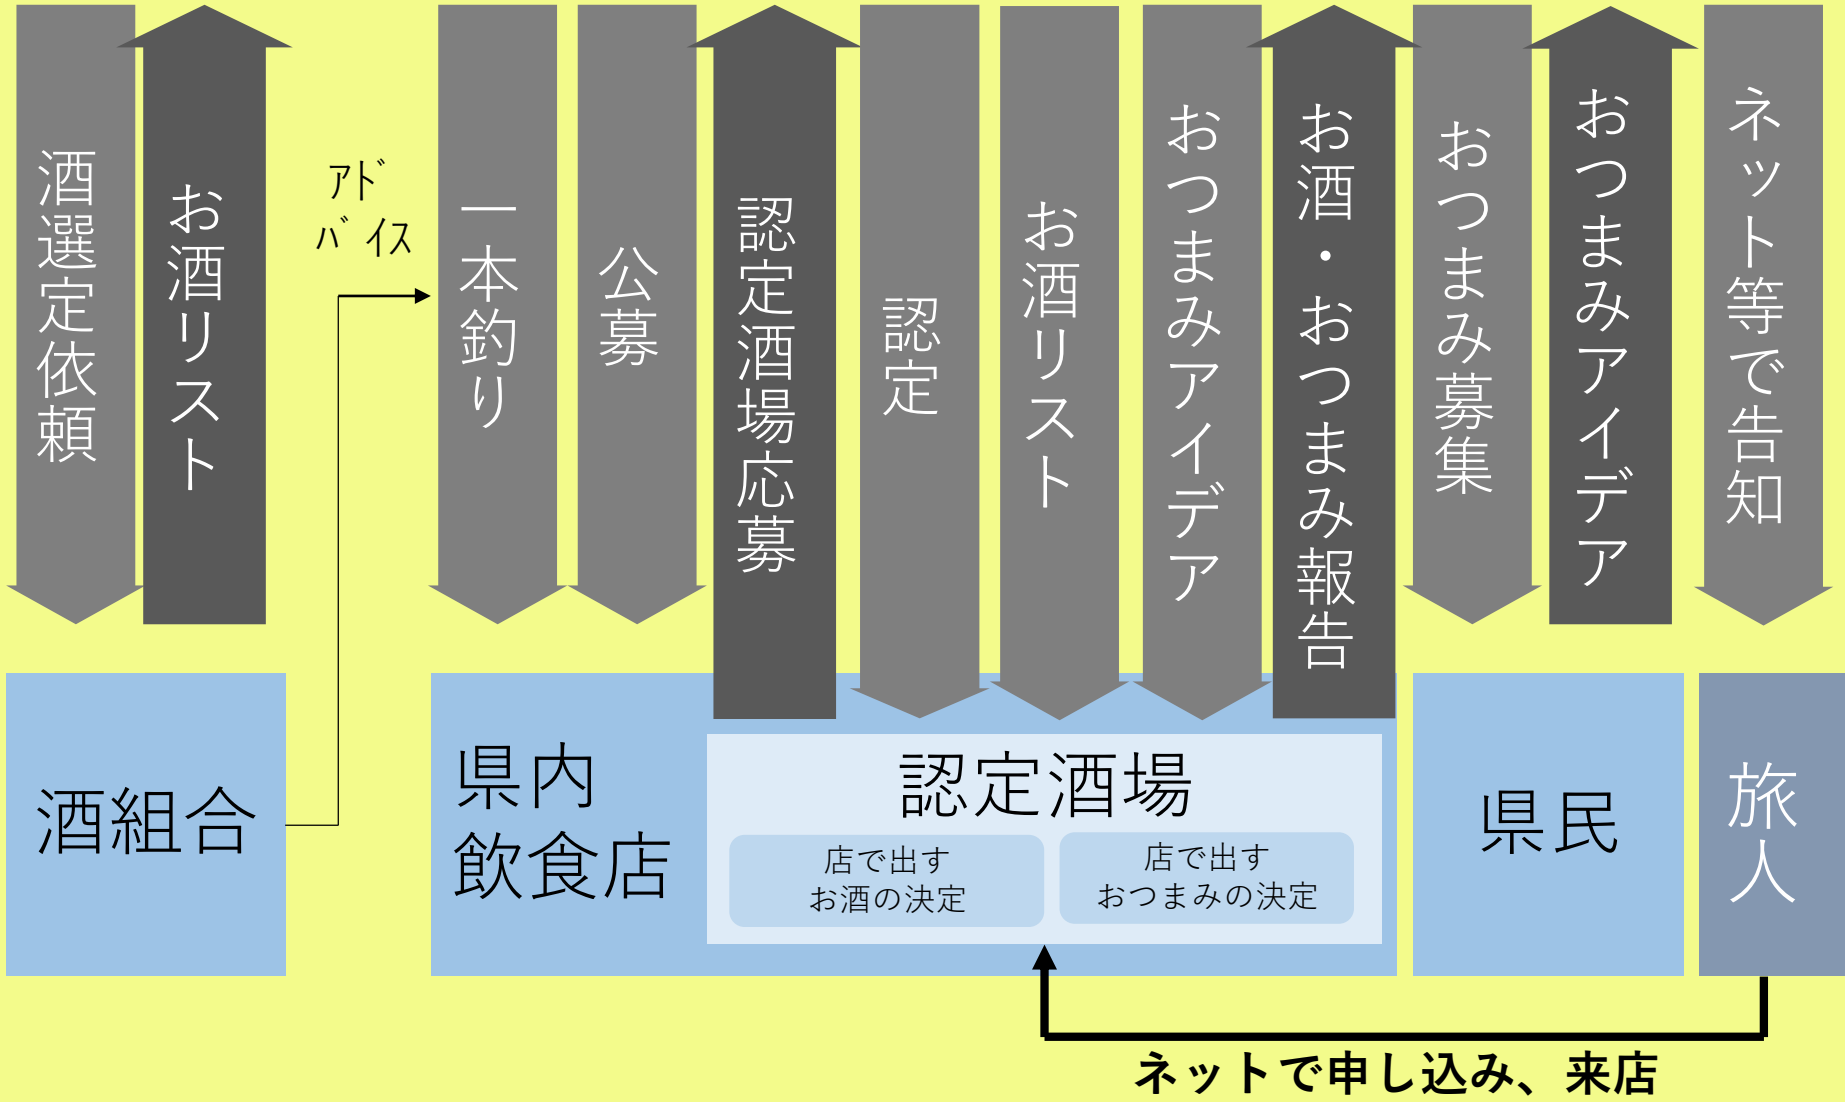 酒選定依頼
お酒リスト
ｱﾄﾞ
ﾊﾞｲｽ
一本釣り
公募
認定酒場応募
認定
お酒リスト
おつまみアイデア
お酒・おつまみ報告
おつまみ募集
おつまみアイデア
ネット等で告知
酒組合
県内
飲食店
認定酒場
店で出す
お酒の決定
店で出す
おつまみの決定
県民
旅人
ネットで申し込み、来店